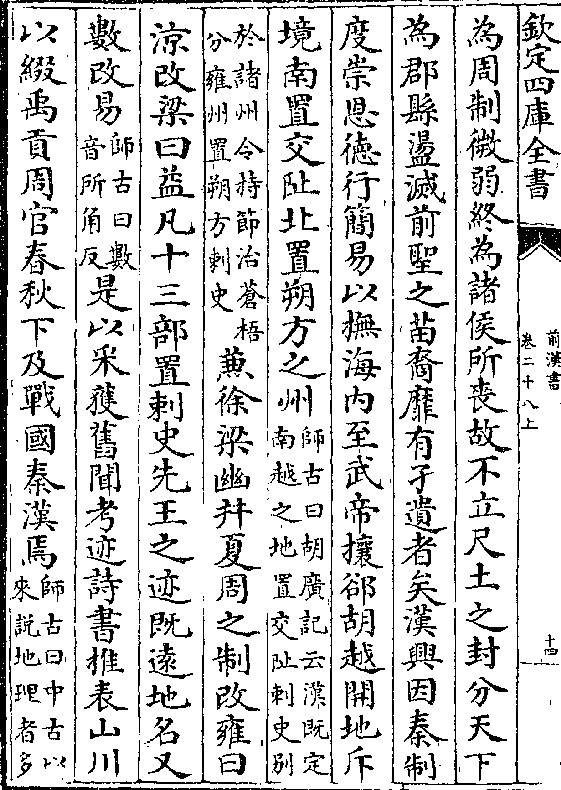 欽定四庫全書
前漢書
卷二十八上
十四
為周制微弱終為諸侯所喪故不立尺土之封分天下
為郡縣盪滅前聖之苗裔靡有孑遺者矣漢興因秦制
度崇恩徳行簡易以撫海内至武帝攘郤胡越開地斥
境南置交阯北置朔方之州
師古曰胡廣記云漢既定
南越之地置交阯刺史别
於諸州令持節治蒼梧
分雍州置朔方刺史
兼徐梁幽幷夏周之制改雍曰
涼改梁曰益凡十三部置刺史先王之迹既逺地名又
數改易
師古曰數
音所角反
是以采獲舊聞考迹詩書推表山川
以綴禹貢周官春秋下及戰國秦漢焉
師古曰中古以
來說地理者多